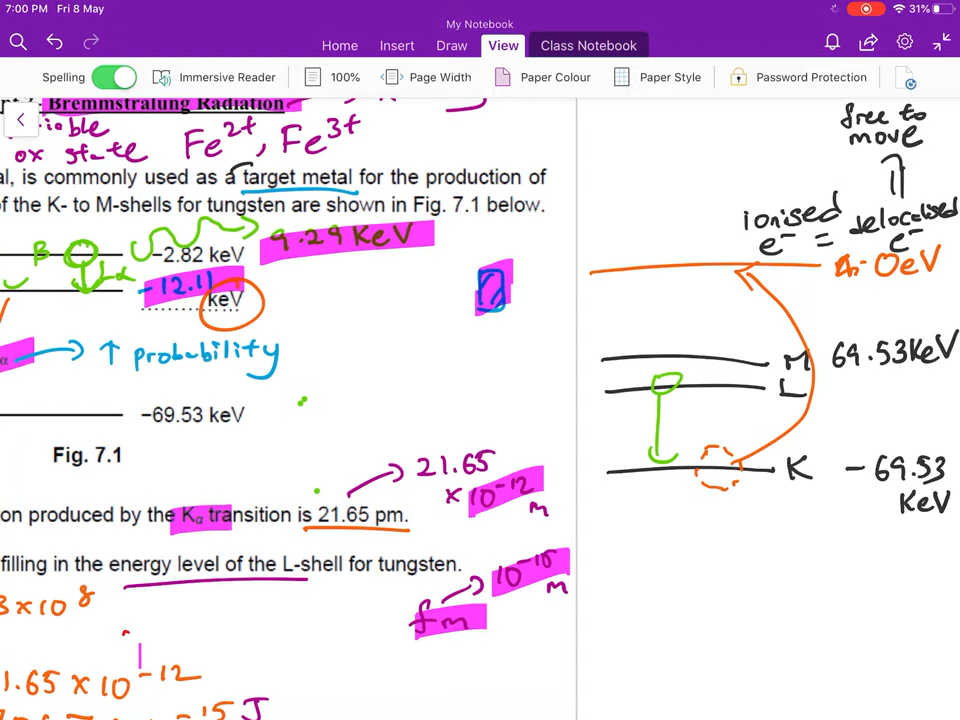 7:00 PM Fri 8 May
31%
My Notebook
Home Insert Draw View Class Notebook
Spelling Immersive Reader 100% Page Width Paper Colour Paper Style Password Protection
Bremmstralung Radiation
ox state Fe2+, Fe3+
al, is commonly used as a target metal for the production of
of the K- to M-shells for tungsten are shown in Fig. 7.1 below.
9.29 KeV
β
Lα
−2.82 keV
-12.11
keV
α
↑ probability
−69.53 keV
Fig. 7.1
21.65
× 10-12
m
on produced by the Kα transition is 21.65 pm.
filling in the energy level of the L-shell for tungsten.
fm
10-15
m
3 × 10 8
1.65 × 10 -12
-15 J
free to
move
ionised
e- =
delocalised
e-
0eV
M 69.53KeV
L
K - 69.53
KeV